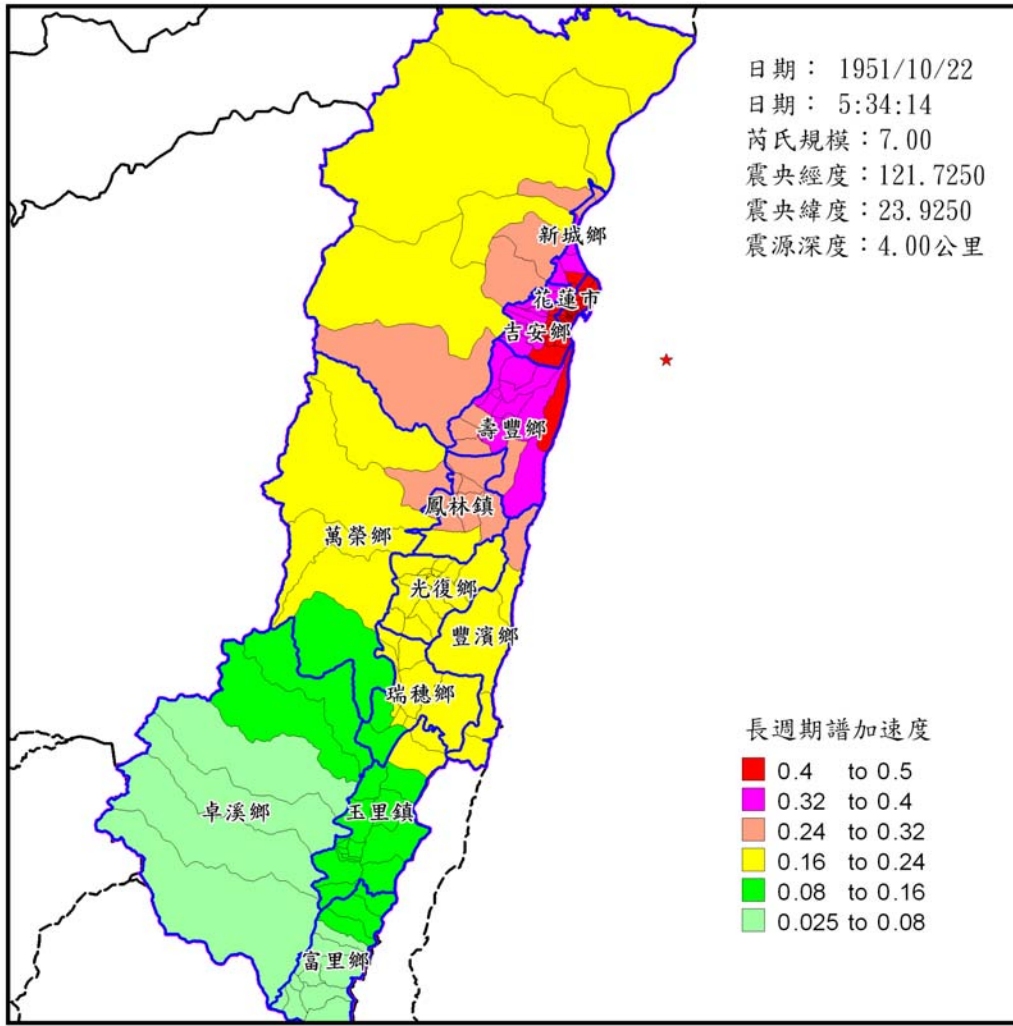 日期： 1951/10/22
日期： 5:34:14
芮氏規模：7.00
震央經度：121.7250
震央緯度：23.9250
震源深度：4.00公里
新城鄉
花蓮市
吉安鄉
壽豐鄉
鳳林鎮
萬榮鄉
光復鄉
豐濱鄉
瑞穗鄉
卓溪鄉
玉里鎮
富里鄉
長週期譜加速度
0.4 to 0.5
0.32 to 0.4
0.24 to 0.32
0.16 to 0.24
0.08 to 0.16
0.025 to 0.08